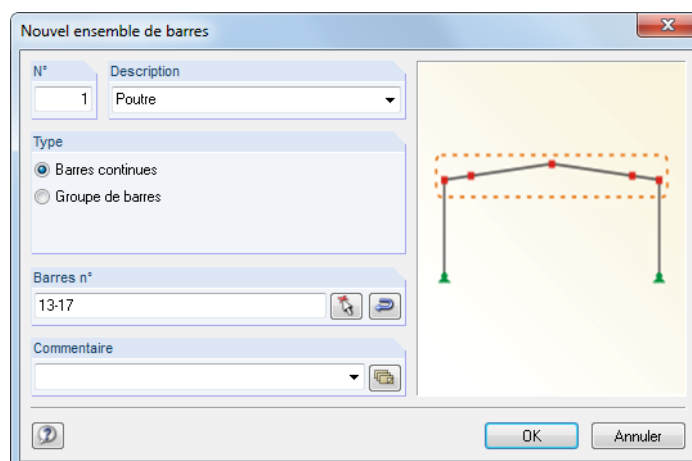 Nouvel ensemble de barres
N°
Description
1
Poutre
Type
Barres continues
Groupe de barres
Barres n°
13-17
Commentaire
OK
Annuler